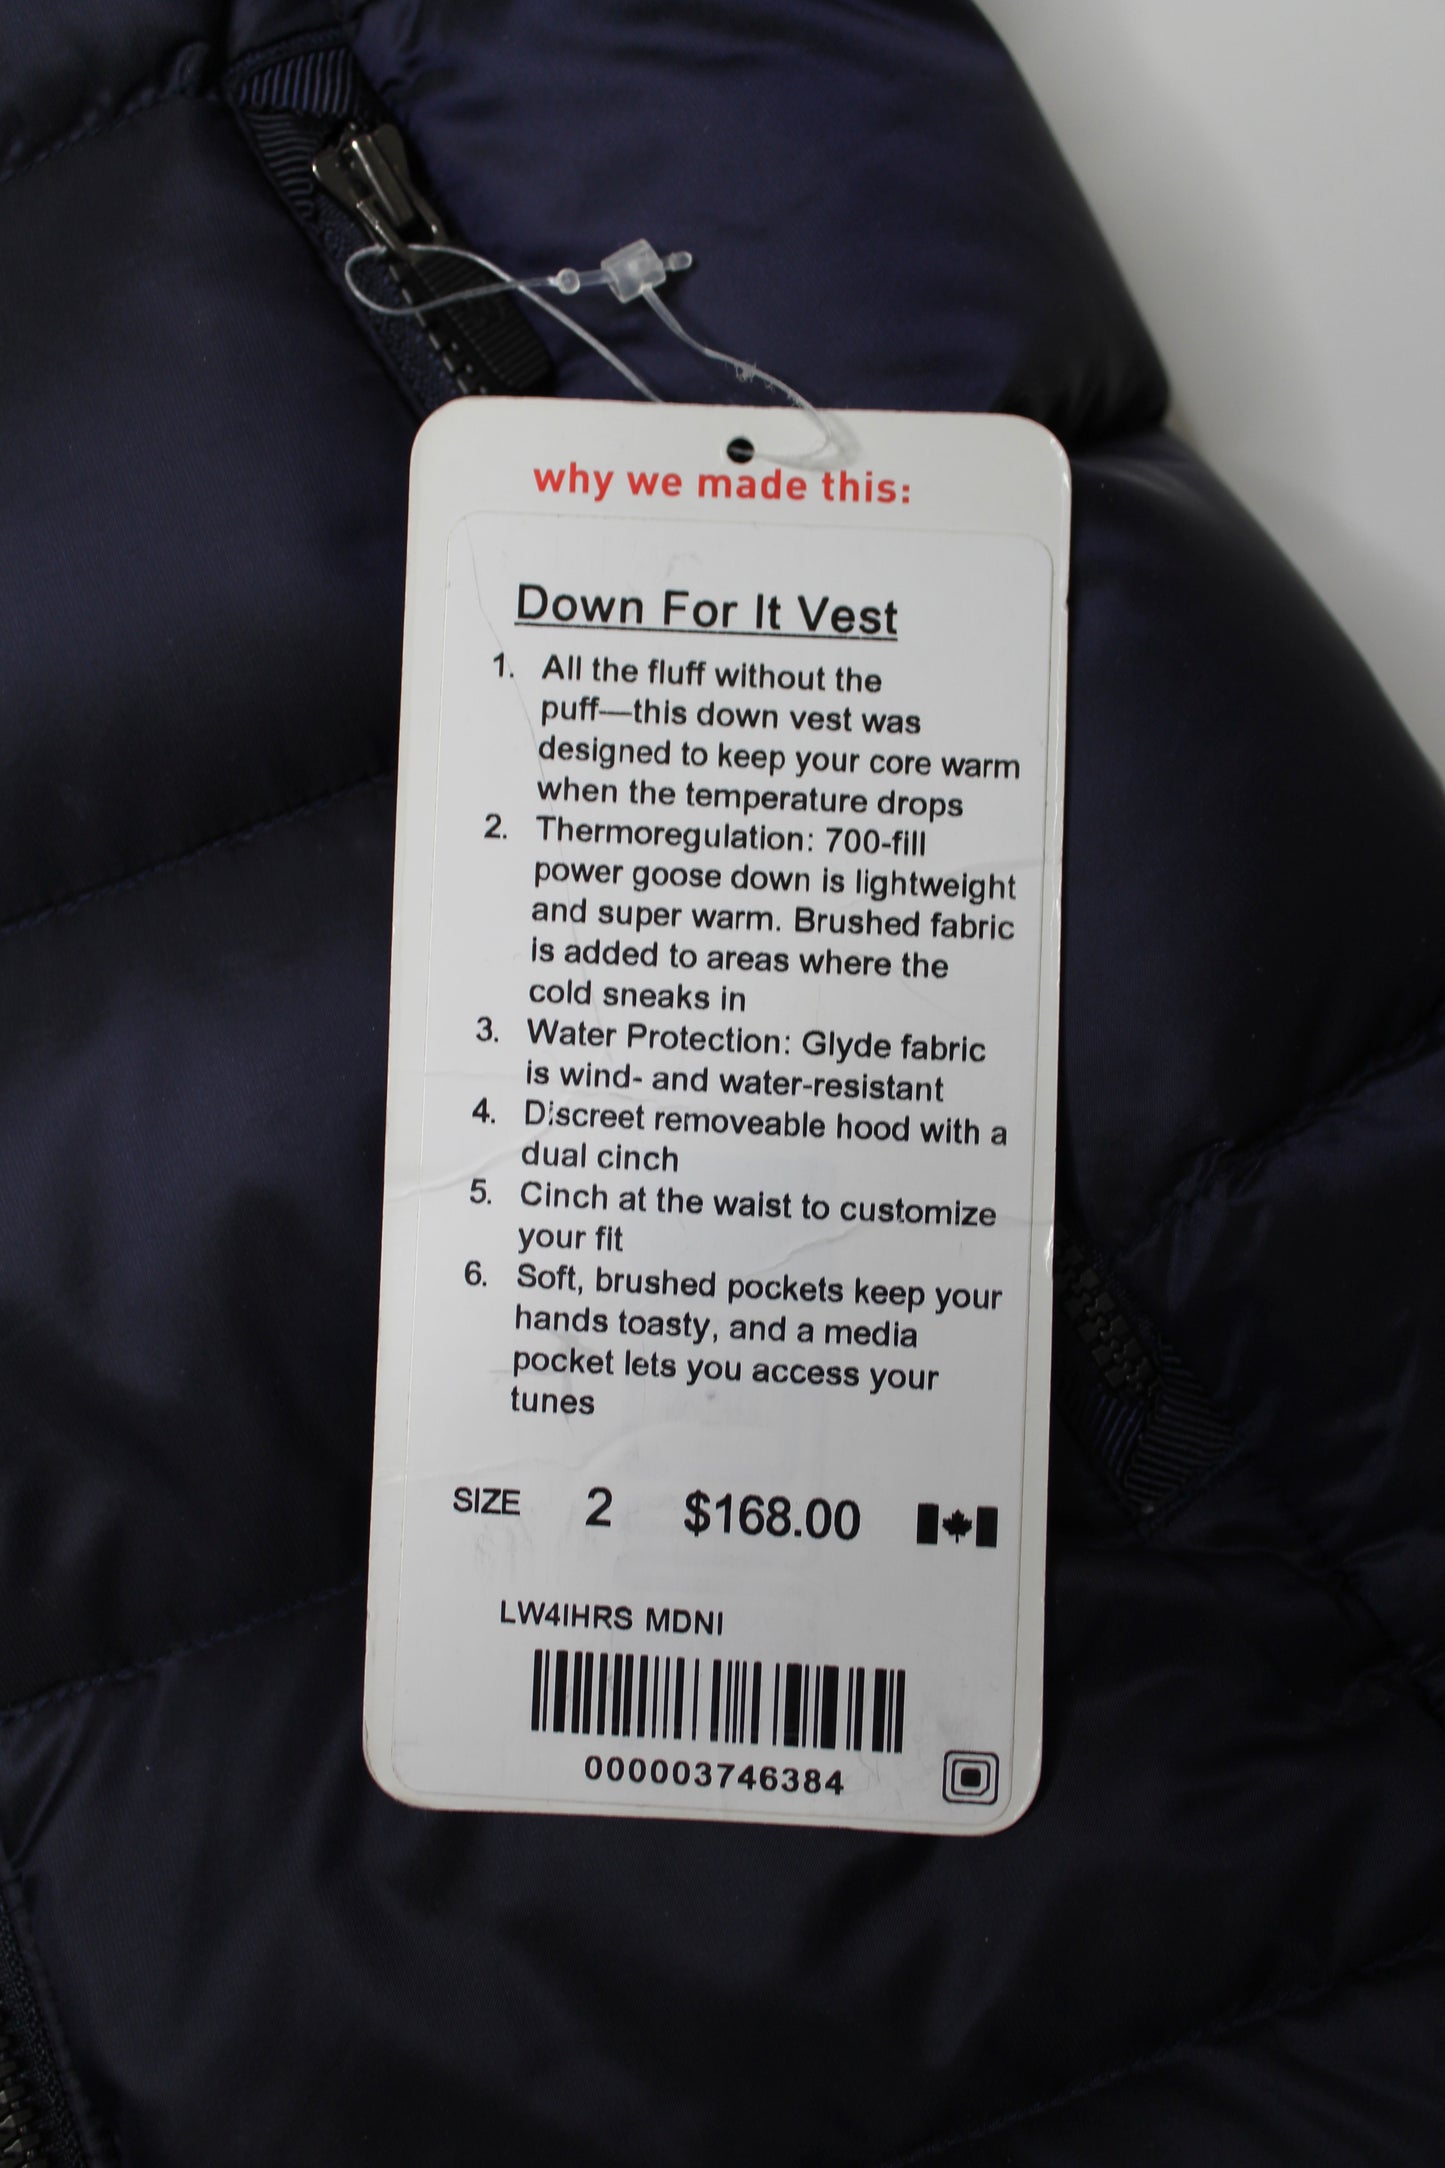 why we made this:
Down For It Vest
1. All the fluff without the
puff—this down vest was
designed to keep your core warm
when the temperature drops
2. Thermoregulation: 700-fill
power goose down is lightweight
and super warm. Brushed fabric
is added to areas where the
cold sneaks in
3. Water Protection: Glyde fabric
is wind- and water-resistant
4. Discreet removeable hood with a
dual cinch
5. Cinch at the waist to customize
your fit
6. Soft, brushed pockets keep your
hands toasty, and a media
pocket lets you access your
tunes
SIZE 2 $168.00
LW4IHRS MDNI
000003746384